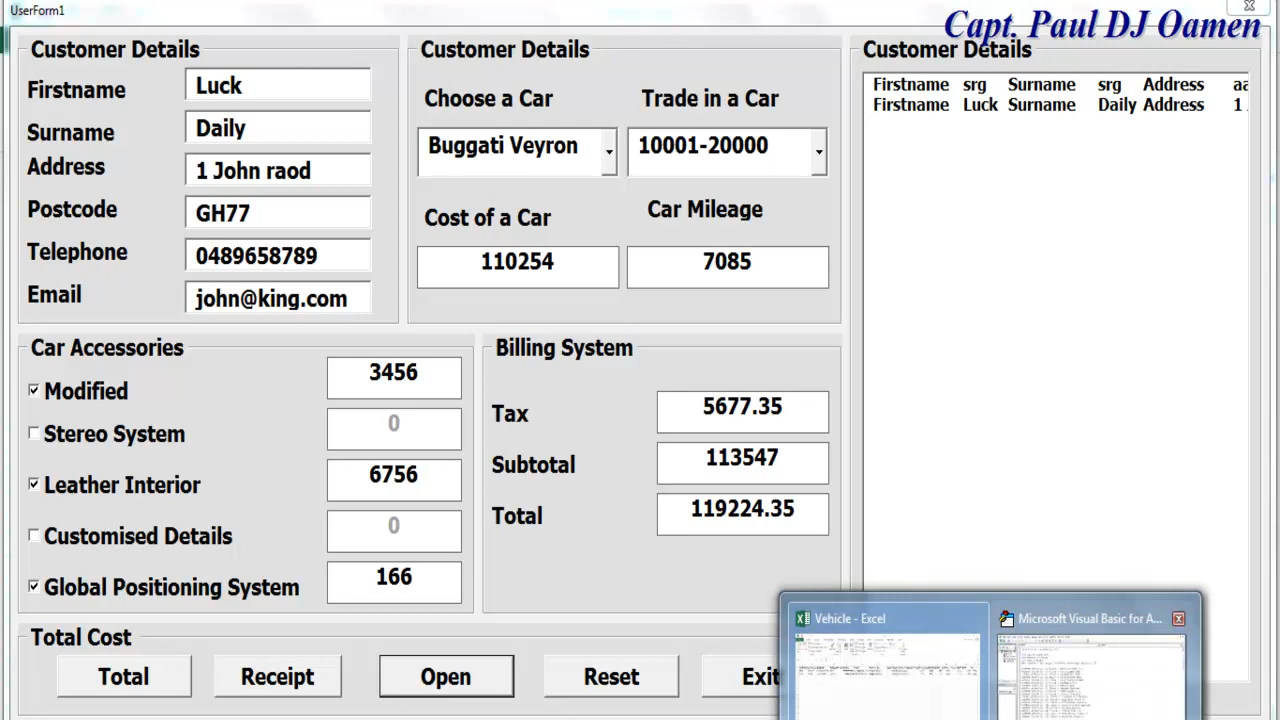 UserForm1
Capt. Paul DJ Oamen
Customer Details
Firstname Luck
Surname Daily
Address 1 John raod
Postcode GH77
Telephone 0489658789
Email john@king.com
Customer Details
Choose a Car Trade in a Car
Buggati Veyron 10001-20000
Cost of a Car Car Mileage
110254 7085
Customer Details
Firstname srg Surname srg Address
Firstname Luck Surname Daily Address 1
Car Accessories
Modified 3456
Stereo System 0
Leather Interior 6756
Customised Details 0
Global Positioning System 166
Billing System
Tax 5677.35
Subtotal 113547
Total 119224.35
Total Cost
Total Receipt Open Reset Exit
Vehicle - Excel
Microsoft Visual Basic for A...